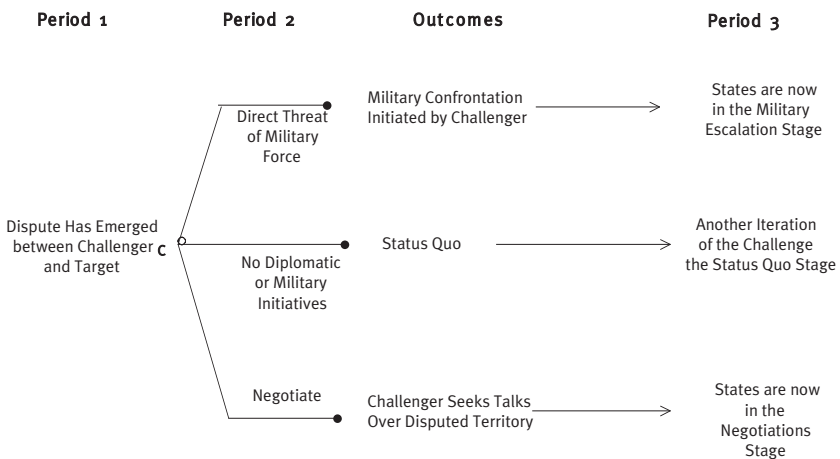 Period 1
Period 2
Outcomes
Period 3
Direct Threat
of Military
Force
Military Confrontation
Initiated by Challenger
States are now
in the Military
Escalation Stage
Dispute Has Emerged
between Challenger
and Target
C
No Diplomatic
or Military
Initiatives
Status Quo
Another Iteration
of the Challenge
the Status Quo Stage
Negotiate
Challenger Seeks Talks
Over Disputed Territory
States are now
in the
Negotiations
Stage